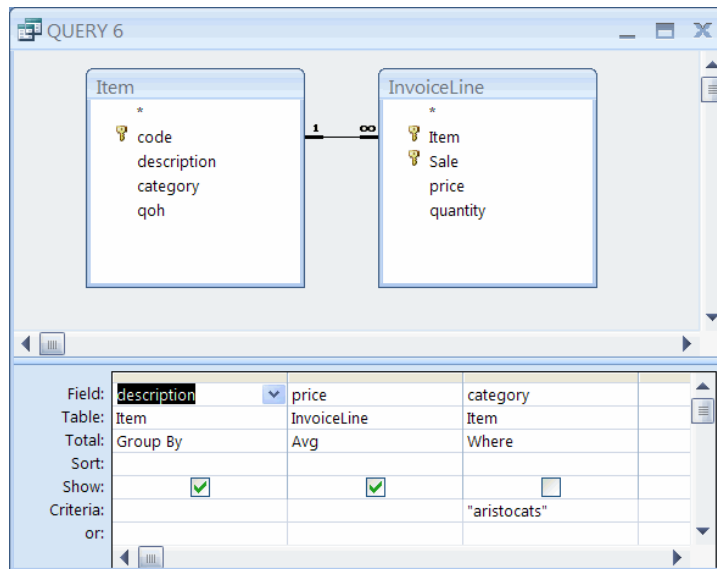 QUERY 6
Item
*
code
description
category
qoh
1 ∞
InvoiceLine
*
Item
Sale
price
quantity
Field: description price category
Table: Item InvoiceLine Item
Total: Group By Avg Where
Sort:
Show:
Criteria: "aristocats"
or: